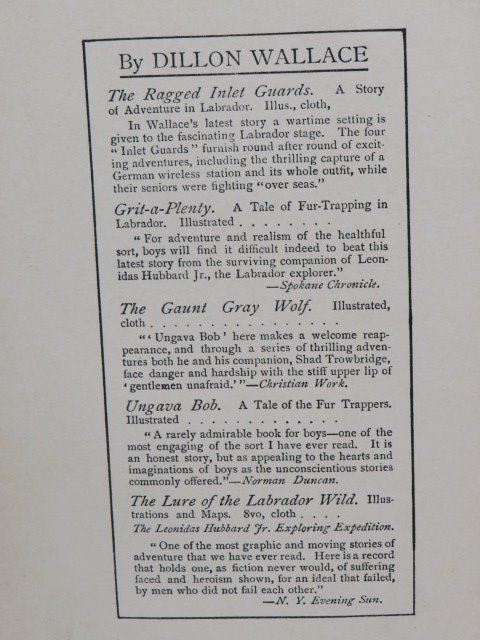 By DILLON WALLACE
The Ragged Inlet Guards. A Story
of Adventure in Labrador. Illus., cloth,
In Wallace's latest story a wartime setting is
given to the fascinating Labrador stage. The four
"Inlet Guards" furnish round after round of excit-
ing adventures, including the thrilling capture of a
German wireless station and its whole outfit, while
their seniors were fighting "over seas."
Grit-a-Plenty. A Tale of Fur-Trapping in
Labrador. Illustrated . . . . . . . .
"For adventure and realism of the healthful
sort, boys will find it difficult indeed to beat this
latest story from the surviving companion of Leon-
idas Hubbard Jr., the Labrador explorer."
—Spokane Chronicle.
The Gaunt Gray Wolf. Illustrated,
cloth . . . . . . . . . . . . . . . .
"'Ungava Bob' here makes a welcome reap-
pearance, and through a series of thrilling adven-
tures both he and his companion, Shad Trowbridge,
face danger and hardship with the stiff upper lip of
'gentlemen unafraid.'"—Christian Work.
Ungava Bob. A Tale of the Fur Trappers.
Illustrated . . . . . . . . . . . . .
"A rarely admirable book for boys—one of the
most engaging of the sort I have ever read. It is
an honest story, but as appealing to the hearts and
imaginations of boys as the unconscientious stories
commonly offered."—Norman Duncan.
The Lure of the Labrador Wild. Illus-
trations and Maps. 8vo, cloth . . . .
The Leonidas Hubbard Jr. Exploring Expedition.
"One of the most graphic and moving stories of
adventure that we have ever read. Here is a record
that holds one, as fiction never would, of suffering
faced and heroism shown, for an ideal that failed,
by men who did not fail each other."
—N. Y. Evening Sun.